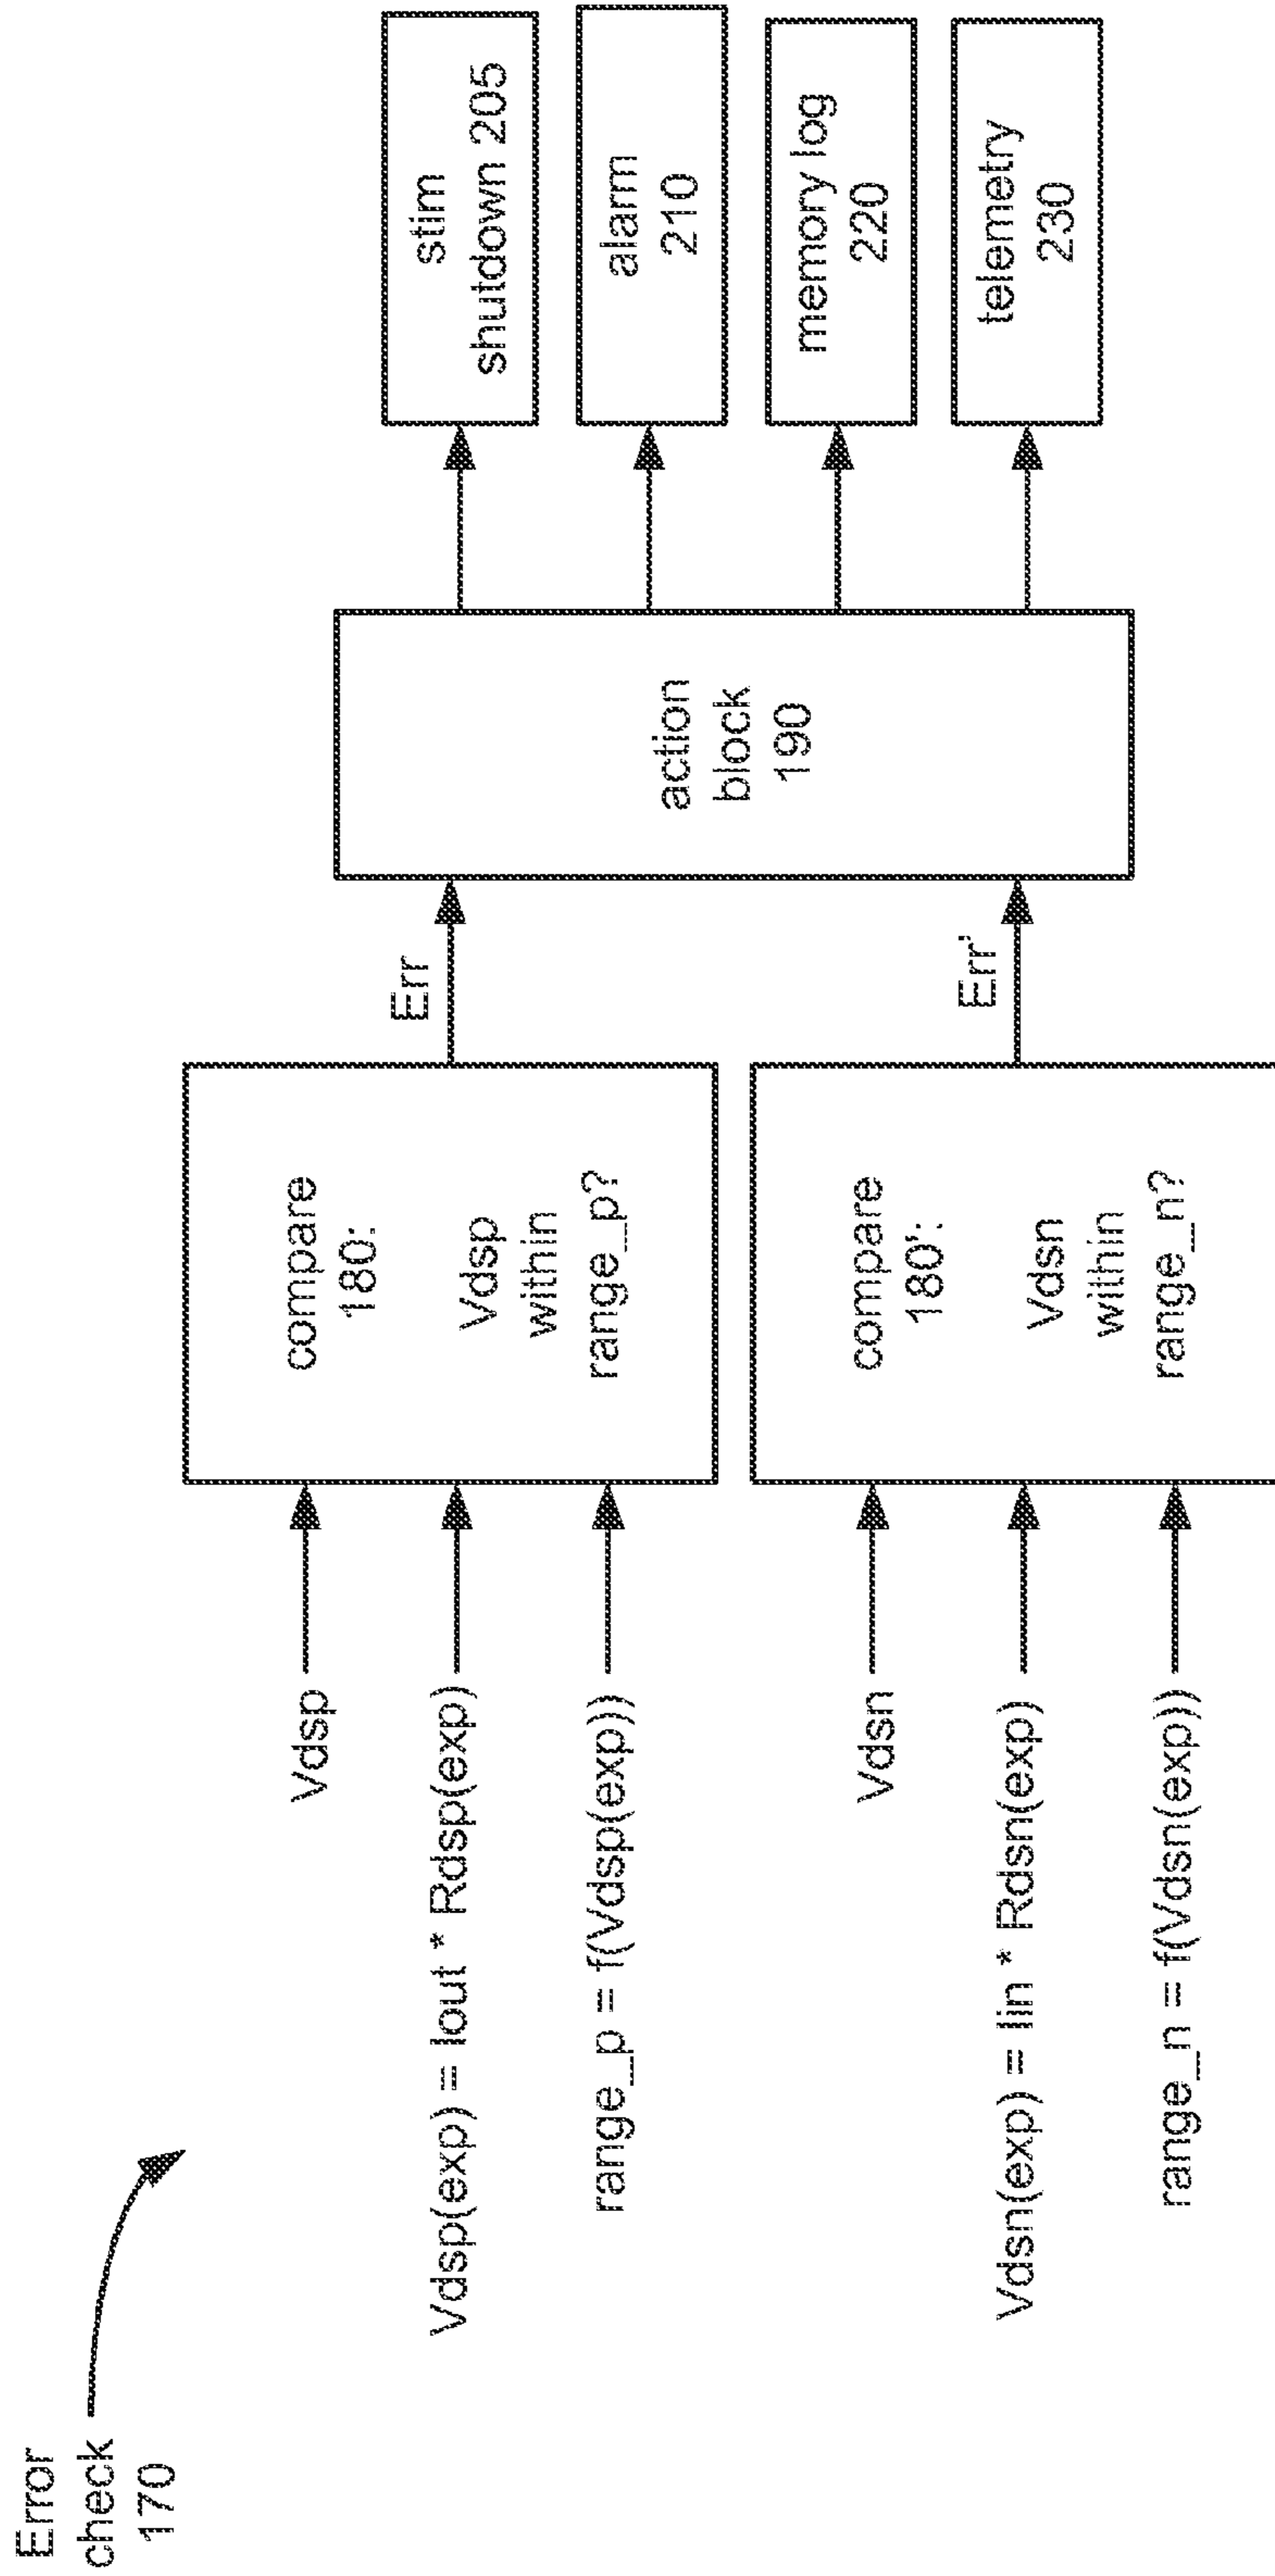 Error
check
170
Vdsp
Vdsp(exp) = Iout * Rdsp(exp)
range_p = f(Vdsp(exp))
compare
180:
Vdsp
within
range_p?
Err
Vdsn
Vdsn(exp) = Iin * Rdsn(exp)
range_n = f(Vdsn(exp))
compare
180':
Vdsn
within
range_n?
Err'
action
block
190
stim
shutdown 205
alarm
210
memory log
220
telemetry
230